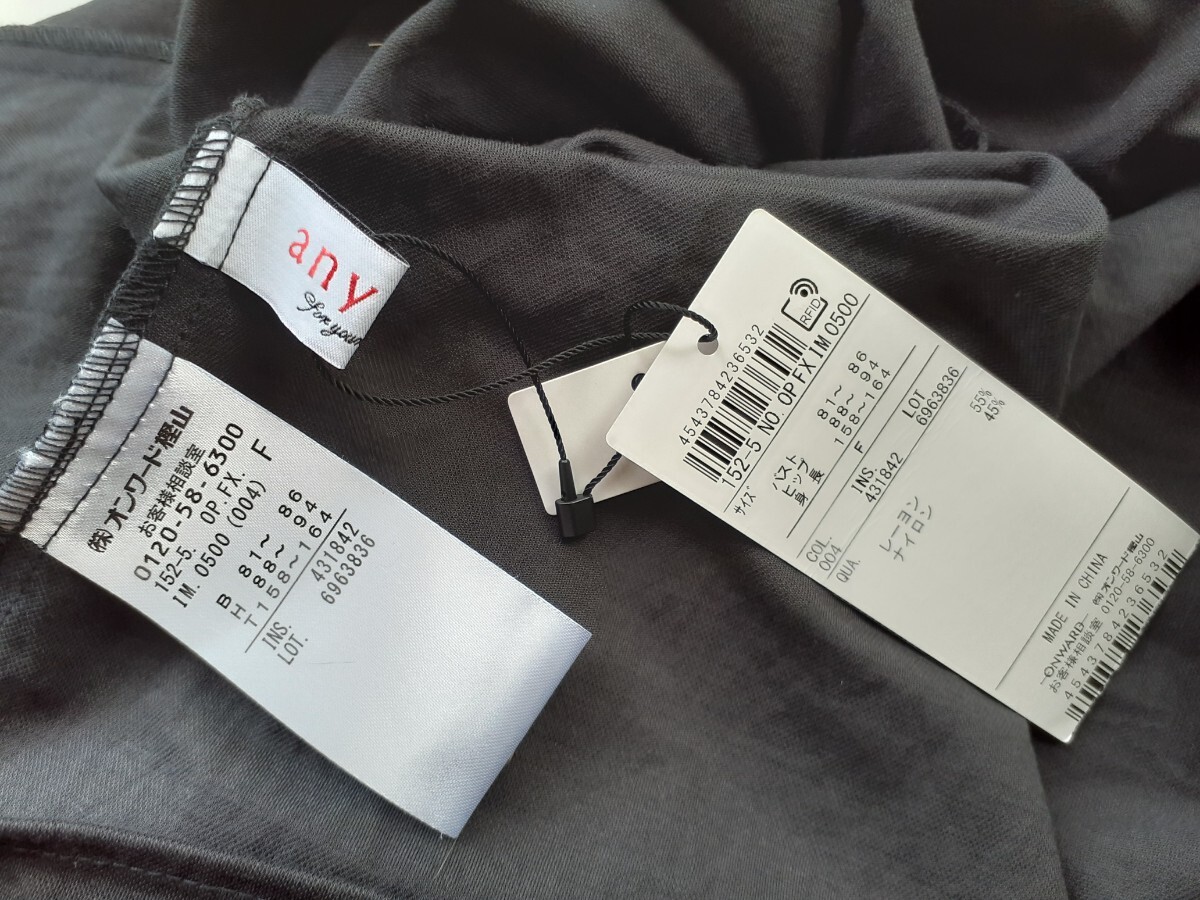 any
for you
(株)オンワード樫山
お客様相談室
0120-58-6300
152-5. OP.FX. F
IM. 0500 (004)
B 81~ 86
H 88~ 94
T 158~164
INS. 431842
LOT. 6963836
RFID
4543784236532
152-5 NO OP FX IM 0500
サイズ バスト 81~ 86
ヒップ 88~ 94
身長 158~164
F
COL. INS. LOT
004 431842 6963836
QUA. レーヨン 55%
ナイロン 45%
MADE IN CHINA
ONWARD ㈱オンワード樫山
お客様相談室 0120-58-6300
4543784236532